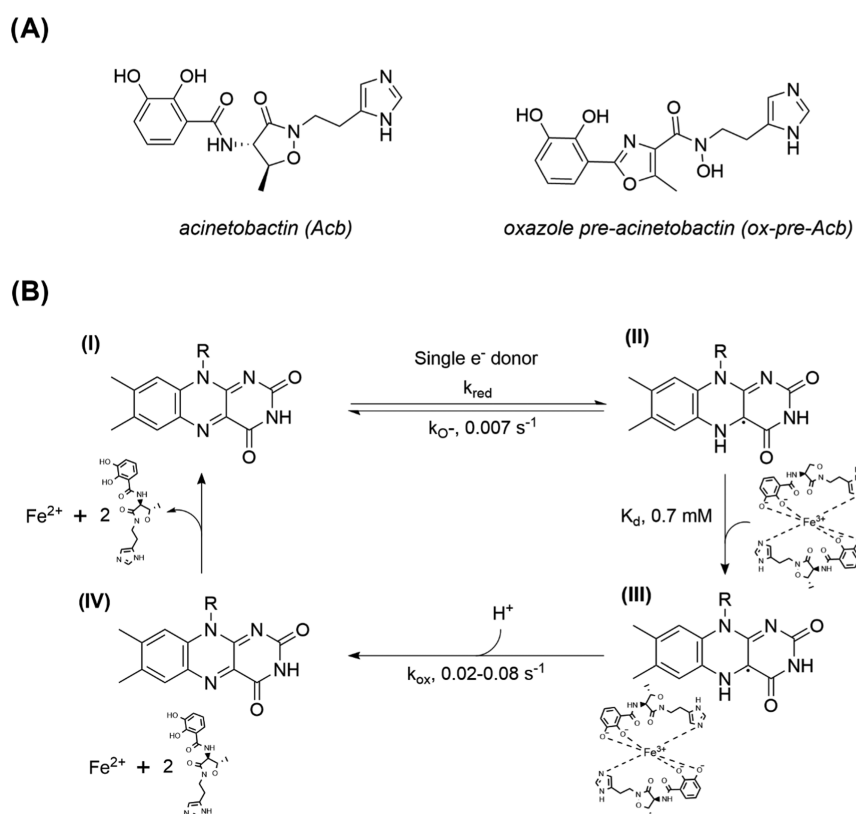 (A)
HO
OH
O
O
N
H
N
O
N
N
H
acinetobactin (Acb)
HO
OH
N
O
O
N
OH
N
N
H
oxazole pre-acinetobactin (ox-pre-Acb)
(B)
(I)
R
N
N
O
NH
N
O
Single e⁻ donor
k_red
k_O-, 0.007 s⁻¹
(II)
R
N
N
O
NH
N
H
O
Fe²⁺ + 2
K_d, 0.7 mM
Fe³⁺
(IV)
R
N
N
O
NH
N
O
H⁺
k_ox, 0.02-0.08 s⁻¹
(III)
R
N
N
O
NH
N
H
O
Fe²⁺ + 2
Fe³⁺